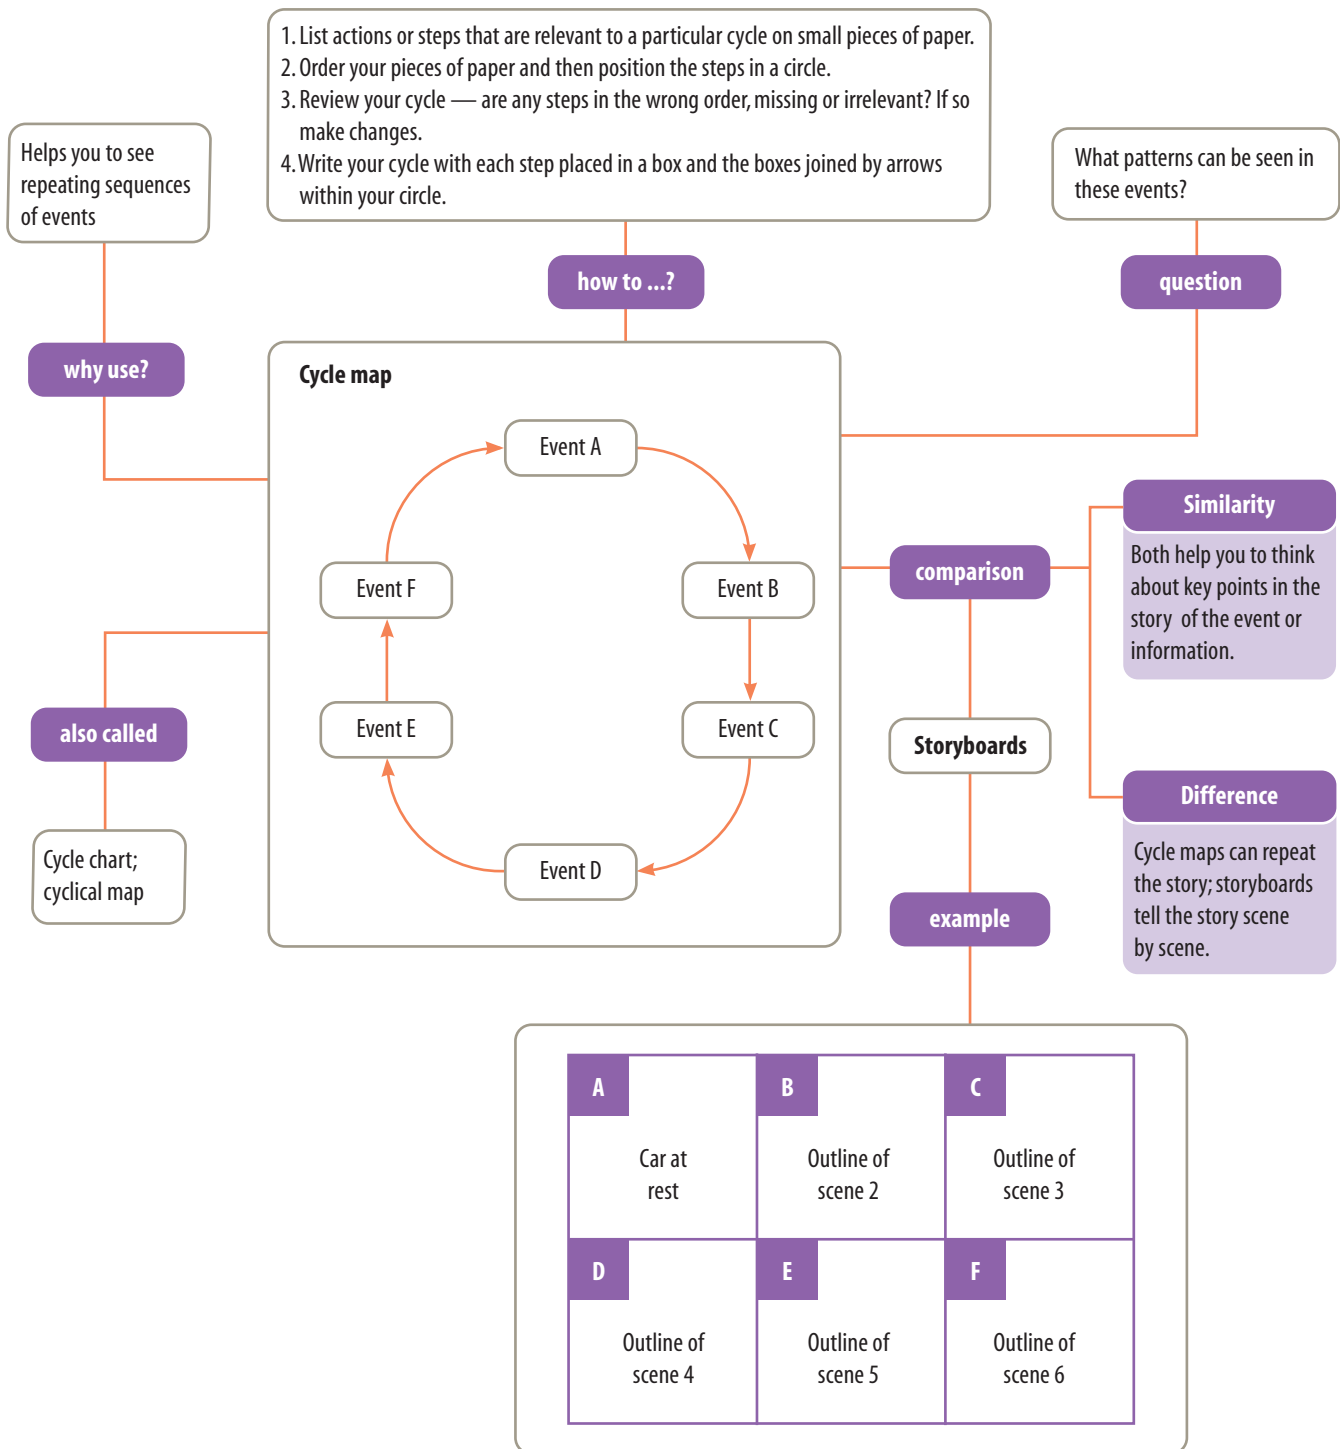 1. List actions or steps that are relevant to a particular cycle on small pieces of paper.
2. Order your pieces of paper and then position the steps in a circle.
3. Review your cycle — are any steps in the wrong order, missing or irrelevant? If so
make changes.
4. Write your cycle with each step placed in a box and the boxes joined by arrows
within your circle.
Helps you to see
repeating sequences
of events
What patterns can be seen in
these events?
how to ...?
question
why use?
Cycle map
Event A
Event B
Event C
Event D
Event E
Event F
comparison
Similarity
Both help you to think
about key points in the
story of the event or
information.
also called
Cycle chart;
cyclical map
Storyboards
Difference
Cycle maps can repeat
the story; storyboards
tell the story scene
by scene.
example
A
Car at
rest
B
Outline of
scene 2
C
Outline of
scene 3
D
Outline of
scene 4
E
Outline of
scene 5
F
Outline of
scene 6